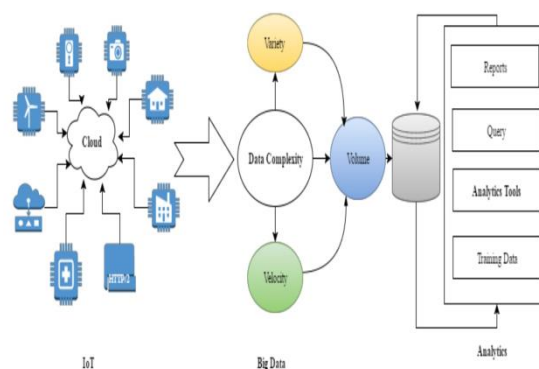 Cloud
HTTP/2
Variety
Data Complexity
Volume
Velocity
Reports
Query
Analytics Tools
Training Data
IoT
Big Data
Analytics